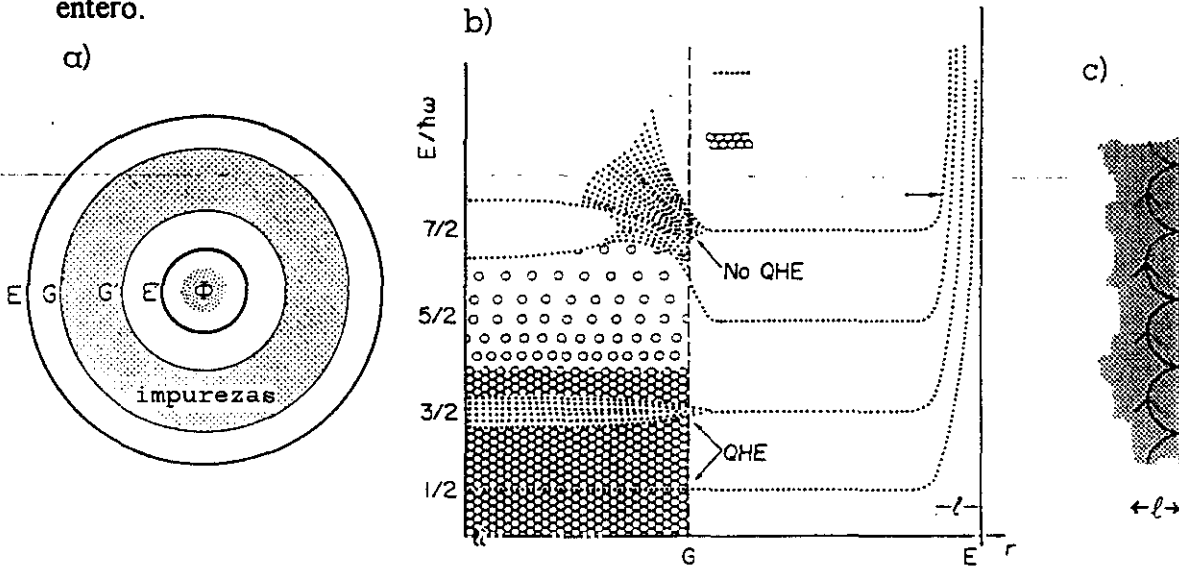 entero.
a)
E G G' E' Φ
impurezas
b)
E/ħω
7/2
5/2
3/2
1/2
No QHE
QHE
ℓ
G
E
r
c)
←ℓ→